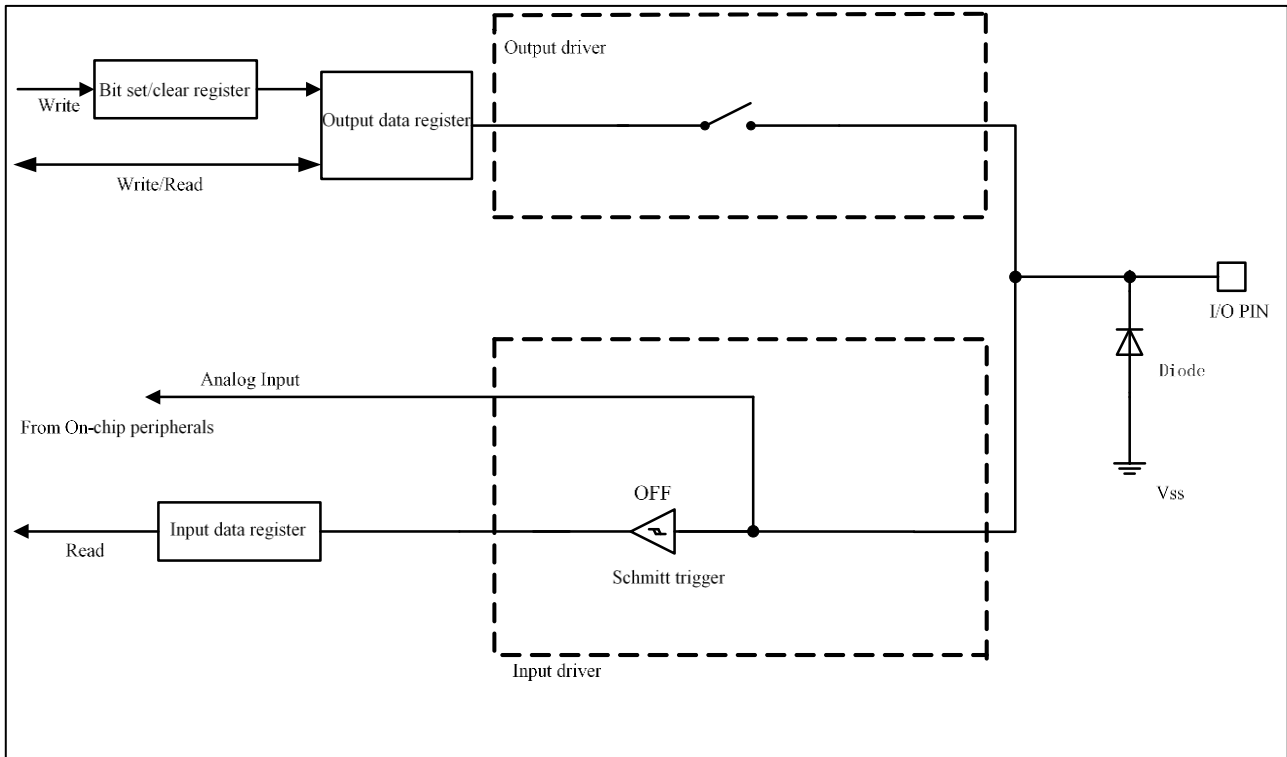 Output driver
Bit set/clear register
Write
Output data register
Write/Read
I/O PIN
Diode
Vss
Analog Input
From On-chip peripherals
OFF
Input data register
Read
Schmitt trigger
Input driver